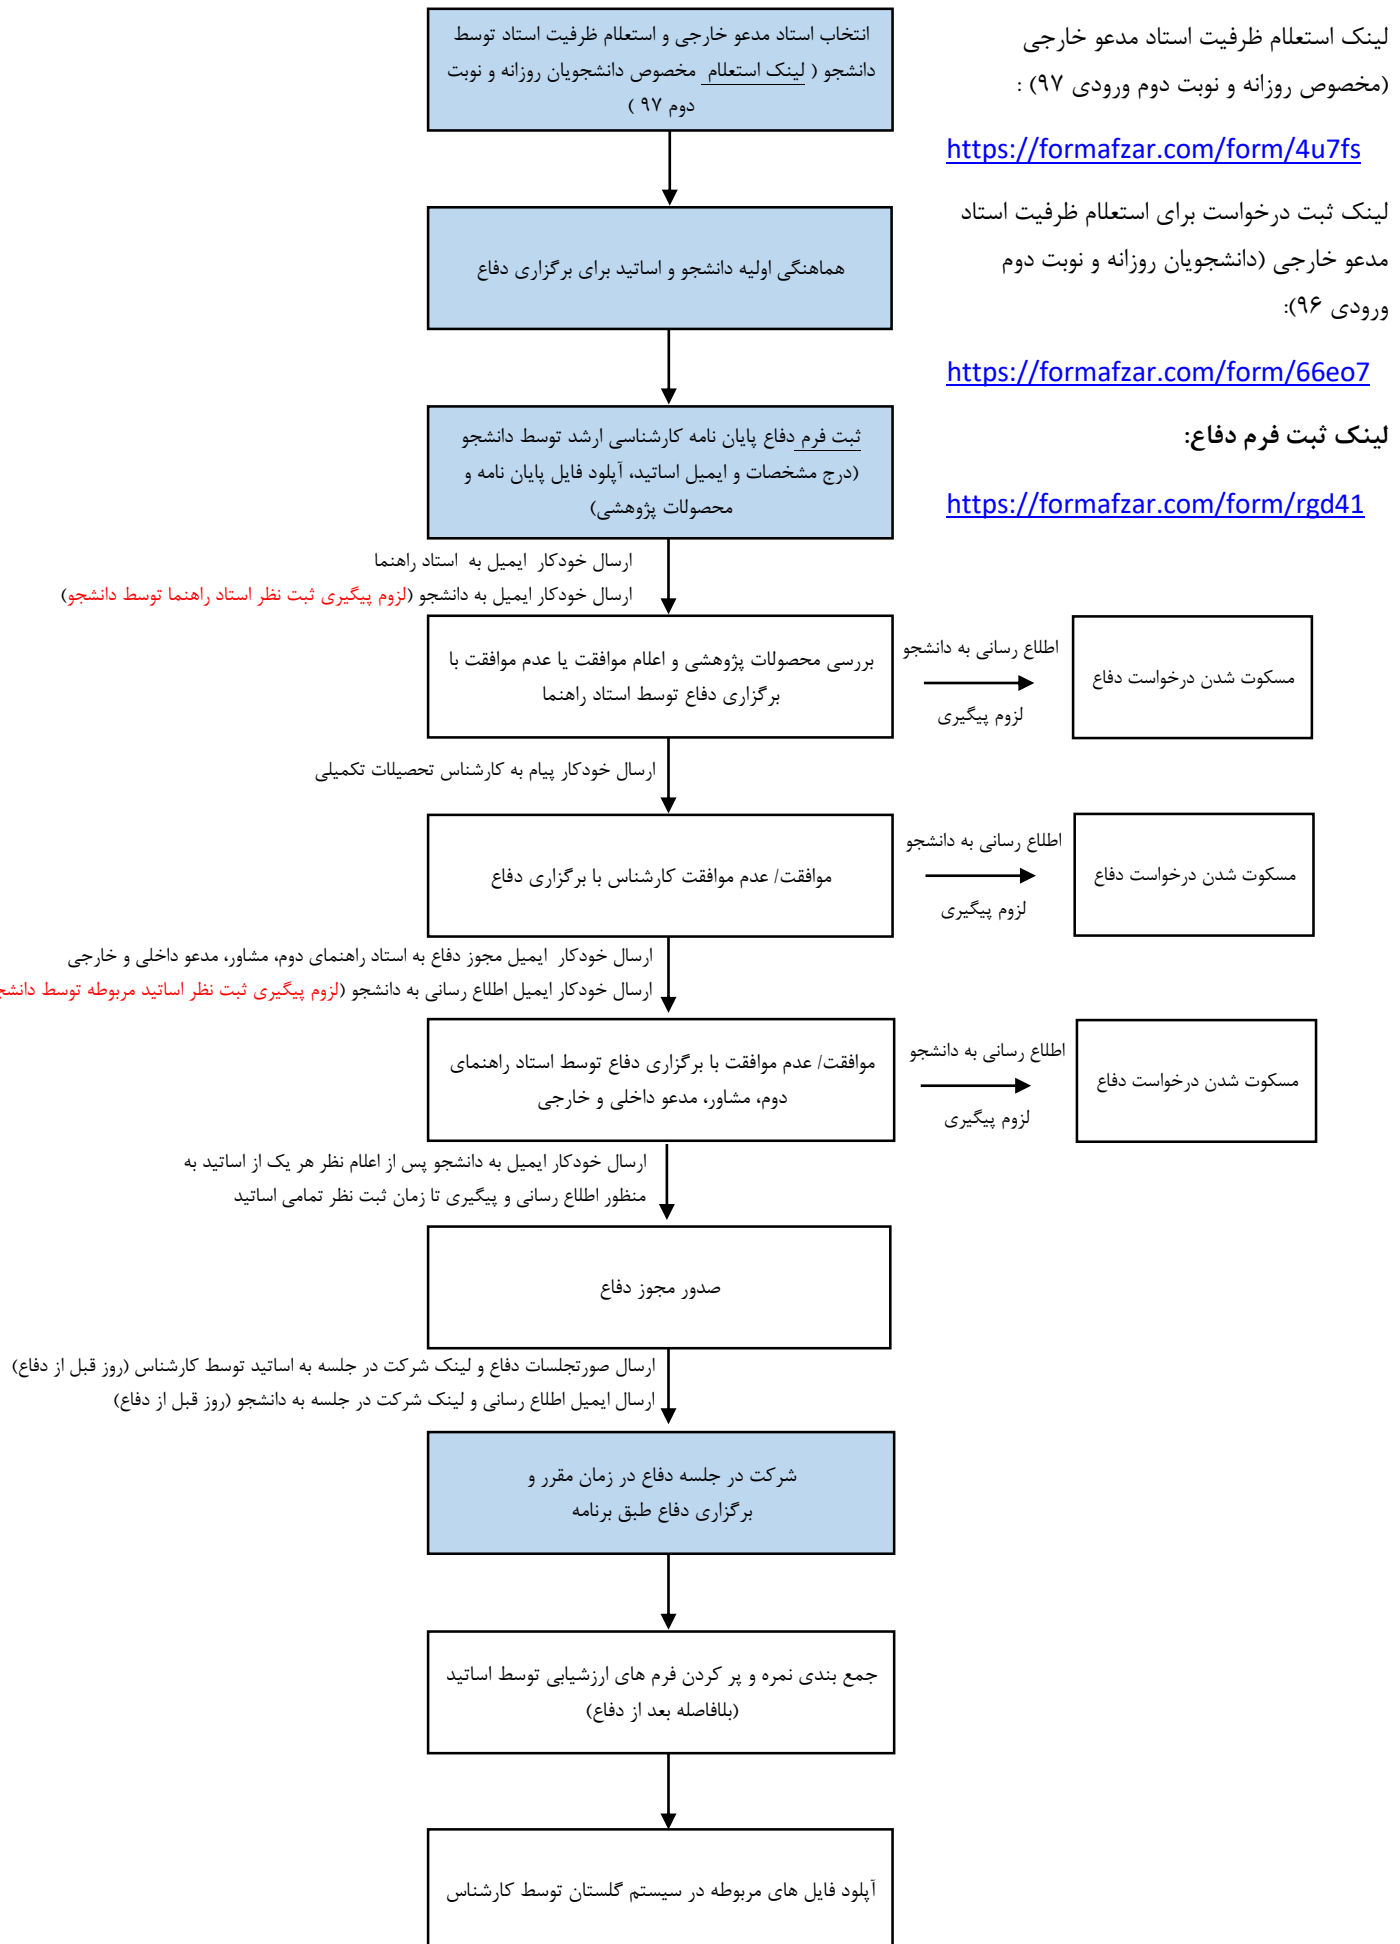 لینک استعلام ظرفیت استاد مدعو خارجی
(مخصوص روزانه و نوبت دوم ورودی ۹۷) :
https://formafzar.com/form/4u7fs
لینک ثبت درخواست برای استعلام ظرفیت استاد
مدعو خارجی (دانشجویان روزانه و نوبت دوم
ورودی ۹۶):
https://formafzar.com/form/66eo7
لینک ثبت فرم دفاع:
https://formafzar.com/form/rgd41
انتخاب استاد مدعو خارجی و استعلام ظرفیت استاد توسط
دانشجو ( لینک استعلام مخصوص دانشجویان روزانه و نوبت
دوم ۹۷ )
هماهنگی اولیه دانشجو و اساتید برای برگزاری دفاع
ثبت فرم دفاع پایان نامه کارشناسی ارشد توسط دانشجو
(درج مشخصات و ایمیل اساتید، آپلود فایل پایان نامه و
محصولات پژوهشی)
ارسال خودکار ایمیل به استاد راهنما
ارسال خودکار ایمیل به دانشجو (لزوم پیگیری ثبت نظر استاد راهنما توسط دانشجو)
بررسی محصولات پژوهشی و اعلام موافقت یا عدم موافقت با
برگزاری دفاع توسط استاد راهنما
اطلاع رسانی به دانشجو
لزوم پیگیری
مسکوت شدن درخواست دفاع
ارسال خودکار پیام به کارشناس تحصیلات تکمیلی
موافقت/ عدم موافقت کارشناس با برگزاری دفاع
اطلاع رسانی به دانشجو
لزوم پیگیری
مسکوت شدن درخواست دفاع
ارسال خودکار ایمیل مجوز دفاع به استاد راهنمای دوم، مشاور، مدعو داخلی و خارجی
ارسال خودکار ایمیل اطلاع رسانی به دانشجو (لزوم پیگیری ثبت نظر اساتید مربوطه توسط
موافقت/ عدم موافقت با برگزاری دفاع توسط استاد راهنمای
دوم، مشاور، مدعو داخلی و خارجی
اطلاع رسانی به دانشجو
لزوم پیگیری
مسکوت شدن درخواست دفاع
ارسال خودکار ایمیل به دانشجو پس از اعلام نظر هر یک از اساتید به
منظور اطلاع رسانی و پیگیری تا زمان ثبت نظر تمامی اساتید
صدور مجوز دفاع
ارسال صورتجلسات دفاع و لینک شرکت در جلسه به اساتید توسط کارشناس (روز قبل از دفاع)
ارسال ایمیل اطلاع رسانی و لینک شرکت در جلسه به دانشجو (روز قبل از دفاع)
شرکت در جلسه دفاع در زمان مقرر و
برگزاری دفاع طبق برنامه
جمع بندی نمره و پر کردن فرم های ارزشیابی توسط اساتید
(بلافاصله بعد از دفاع)
آپلود فایل های مربوطه در سیستم گلستان توسط کارشناس